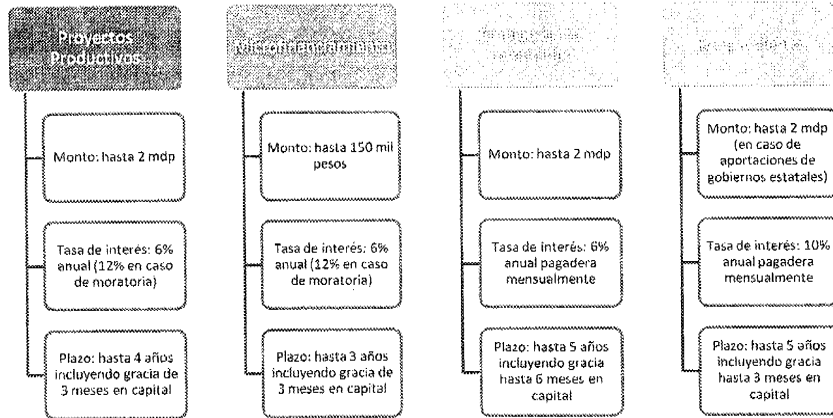 Proyectos
Productivos
Microfinanciamiento
Monto: hasta 2 mdp
Tasa de interés: 6%
anual (12% en caso
de moratoria)
Plazo: hasta 4 años
incluyendo gracia de
3 meses en capital
Monto: hasta 150 mil
pesos
Tasa de interés: 6%
anual (12% en caso
de moratoria)
Plazo: hasta 3 años
incluyendo gracia de
3 meses en capital
Monto: hasta 2 mdp
Tasa de interés: 6%
anual pagadera
mensualmente
Plazo: hasta 5 años
incluyendo gracia
hasta 6 meses en
capital
Monto: hasta 2 mdp
(en caso de
aportaciones de
gobiernos estatales)
Tasa de interés: 10%
anual pagadera
mensualmente
Plazo: hasta 5 años
incluyendo gracia
hasta 3 meses en
capital